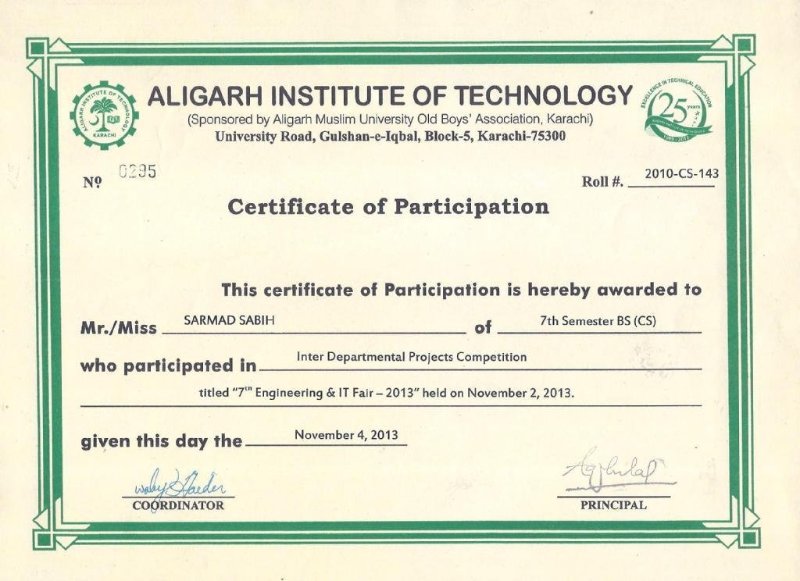 ALIGARH INSTITUTE OF TECHNOLOGY
(Sponsored by Aligarh Muslim University Old Boys' Association, Karachi)
University Road, Gulshan-e-Iqbal, Block-5, Karachi-75300
ALIGARH INSTITUTE OF TECHNOLOGY
KARACHI
EXCELLENCE IN TECHNICAL EDUCATION
25 YEARS
Nº 0295
Roll #. 2010-CS-143
Certificate of Participation
This certificate of Participation is hereby awarded to
Mr./Miss SARMAD SABIH of 7th Semester BS (CS)
who participated in Inter Departmental Projects Competition
titled "7th Engineering & IT Fair – 2013" held on November 2, 2013.
given this day the November 4, 2013
COORDINATOR
PRINCIPAL